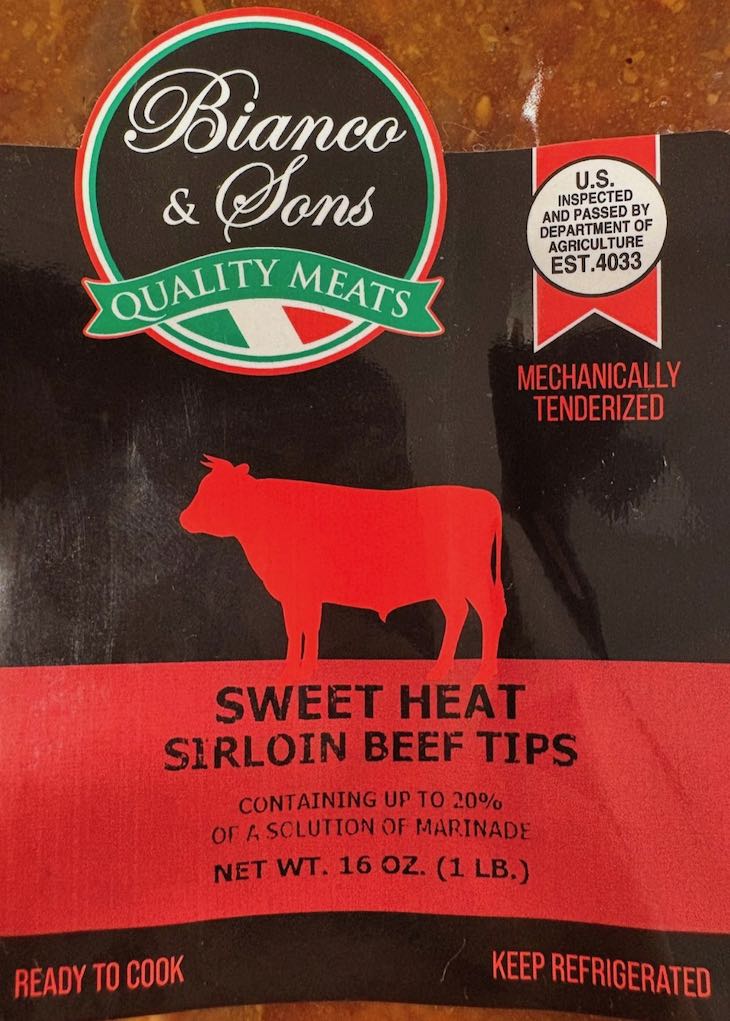 Bianco
& Sons
QUALITY MEATS
U.S.
INSPECTED
AND PASSED BY
DEPARTMENT OF
AGRICULTURE
EST.4033
MECHANICALLY
TENDERIZED
SWEET HEAT
SIRLOIN BEEF TIPS
CONTAINING UP TO 20%
OF A SOLUTION OF MARINADE
NET WT. 16 OZ. (1 LB.)
READY TO COOK
KEEP REFRIGERATED